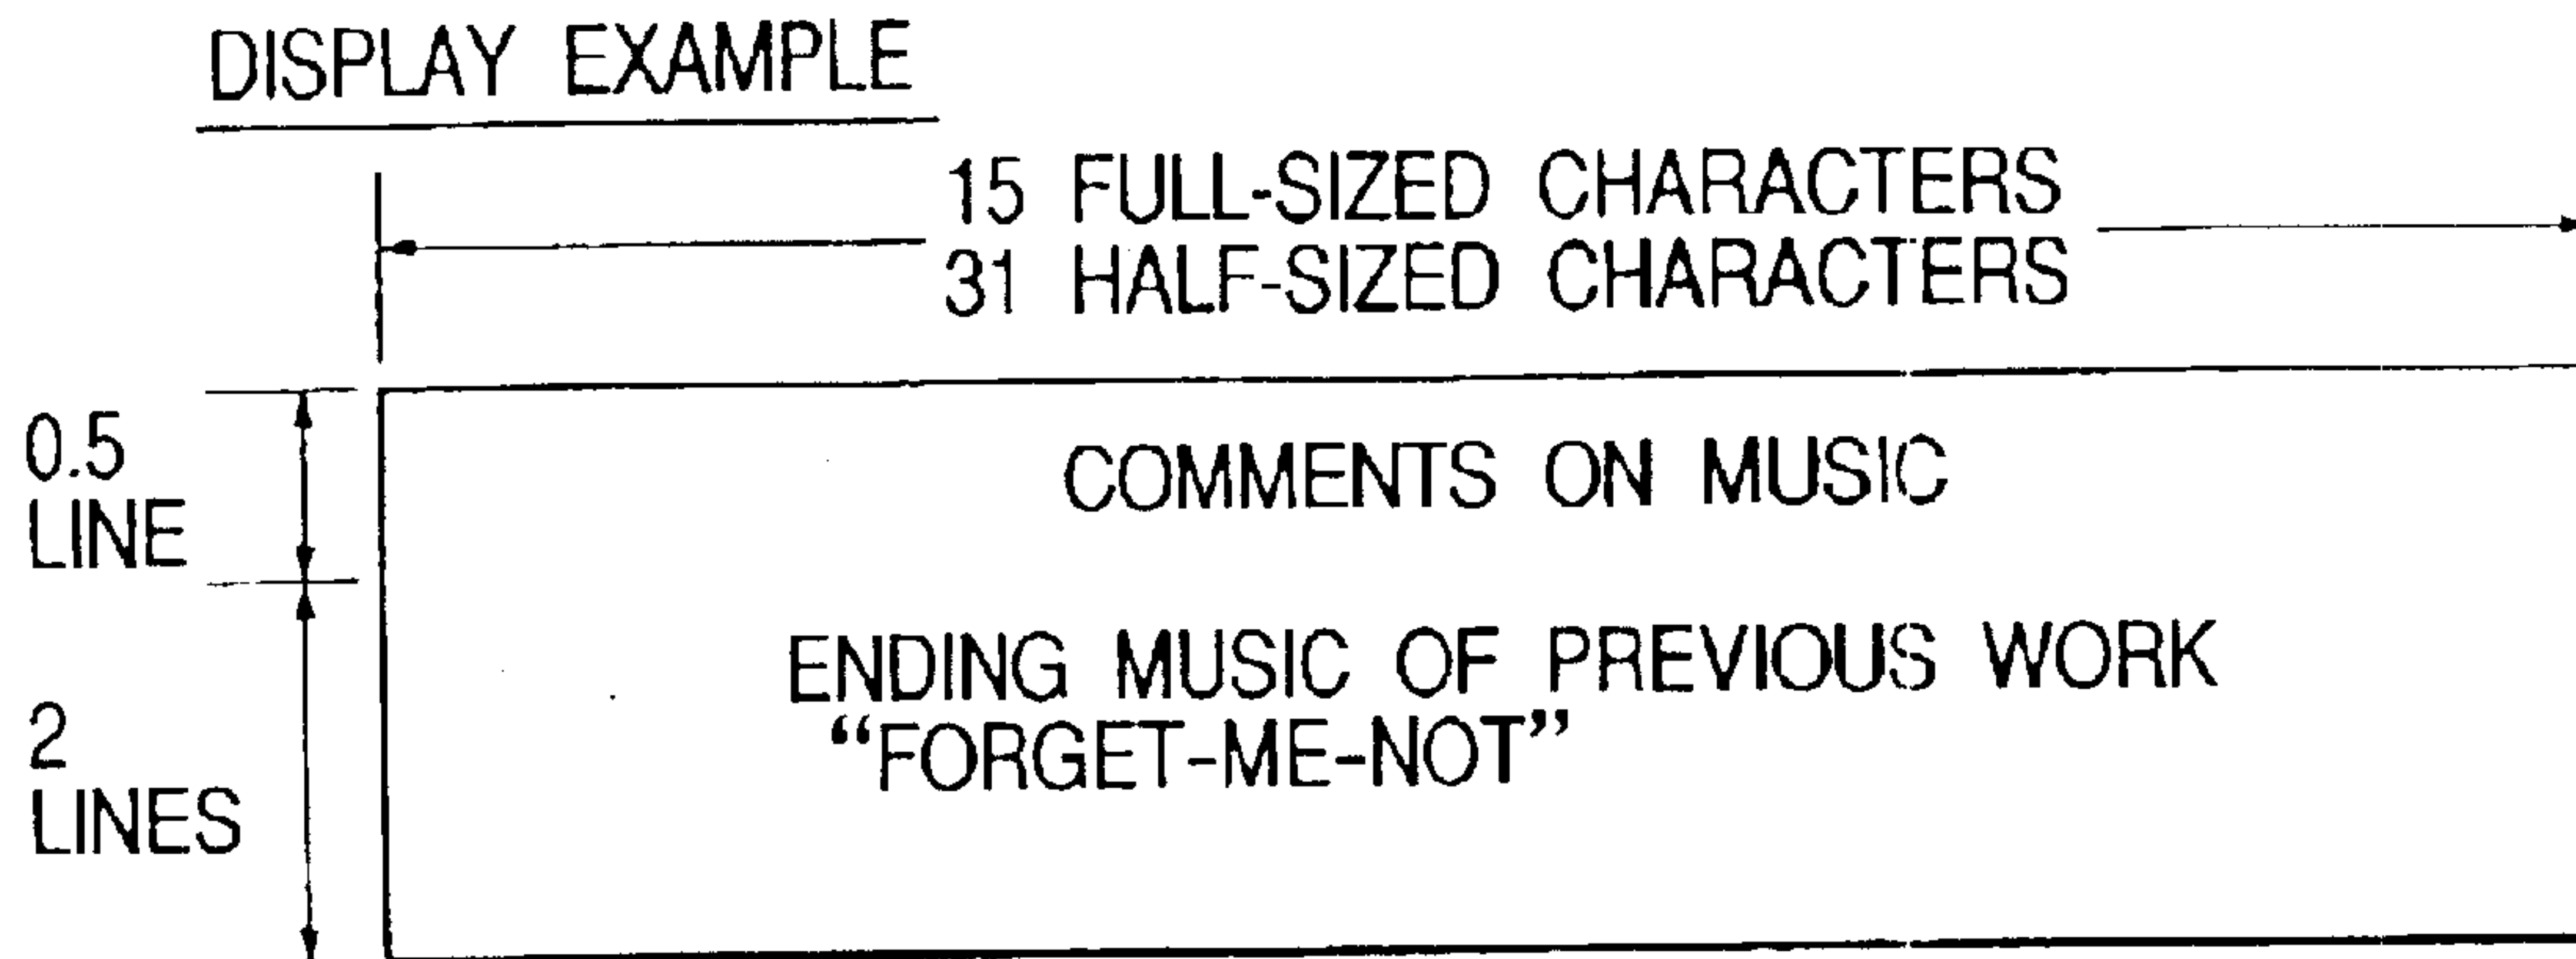 DISPLAY EXAMPLE
15 FULL-SIZED CHARACTERS
31 HALF-SIZED CHARACTERS
0.5
LINE
COMMENTS ON MUSIC
2
LINES
ENDING MUSIC OF PREVIOUS WORK
“FORGET-ME-NOT”